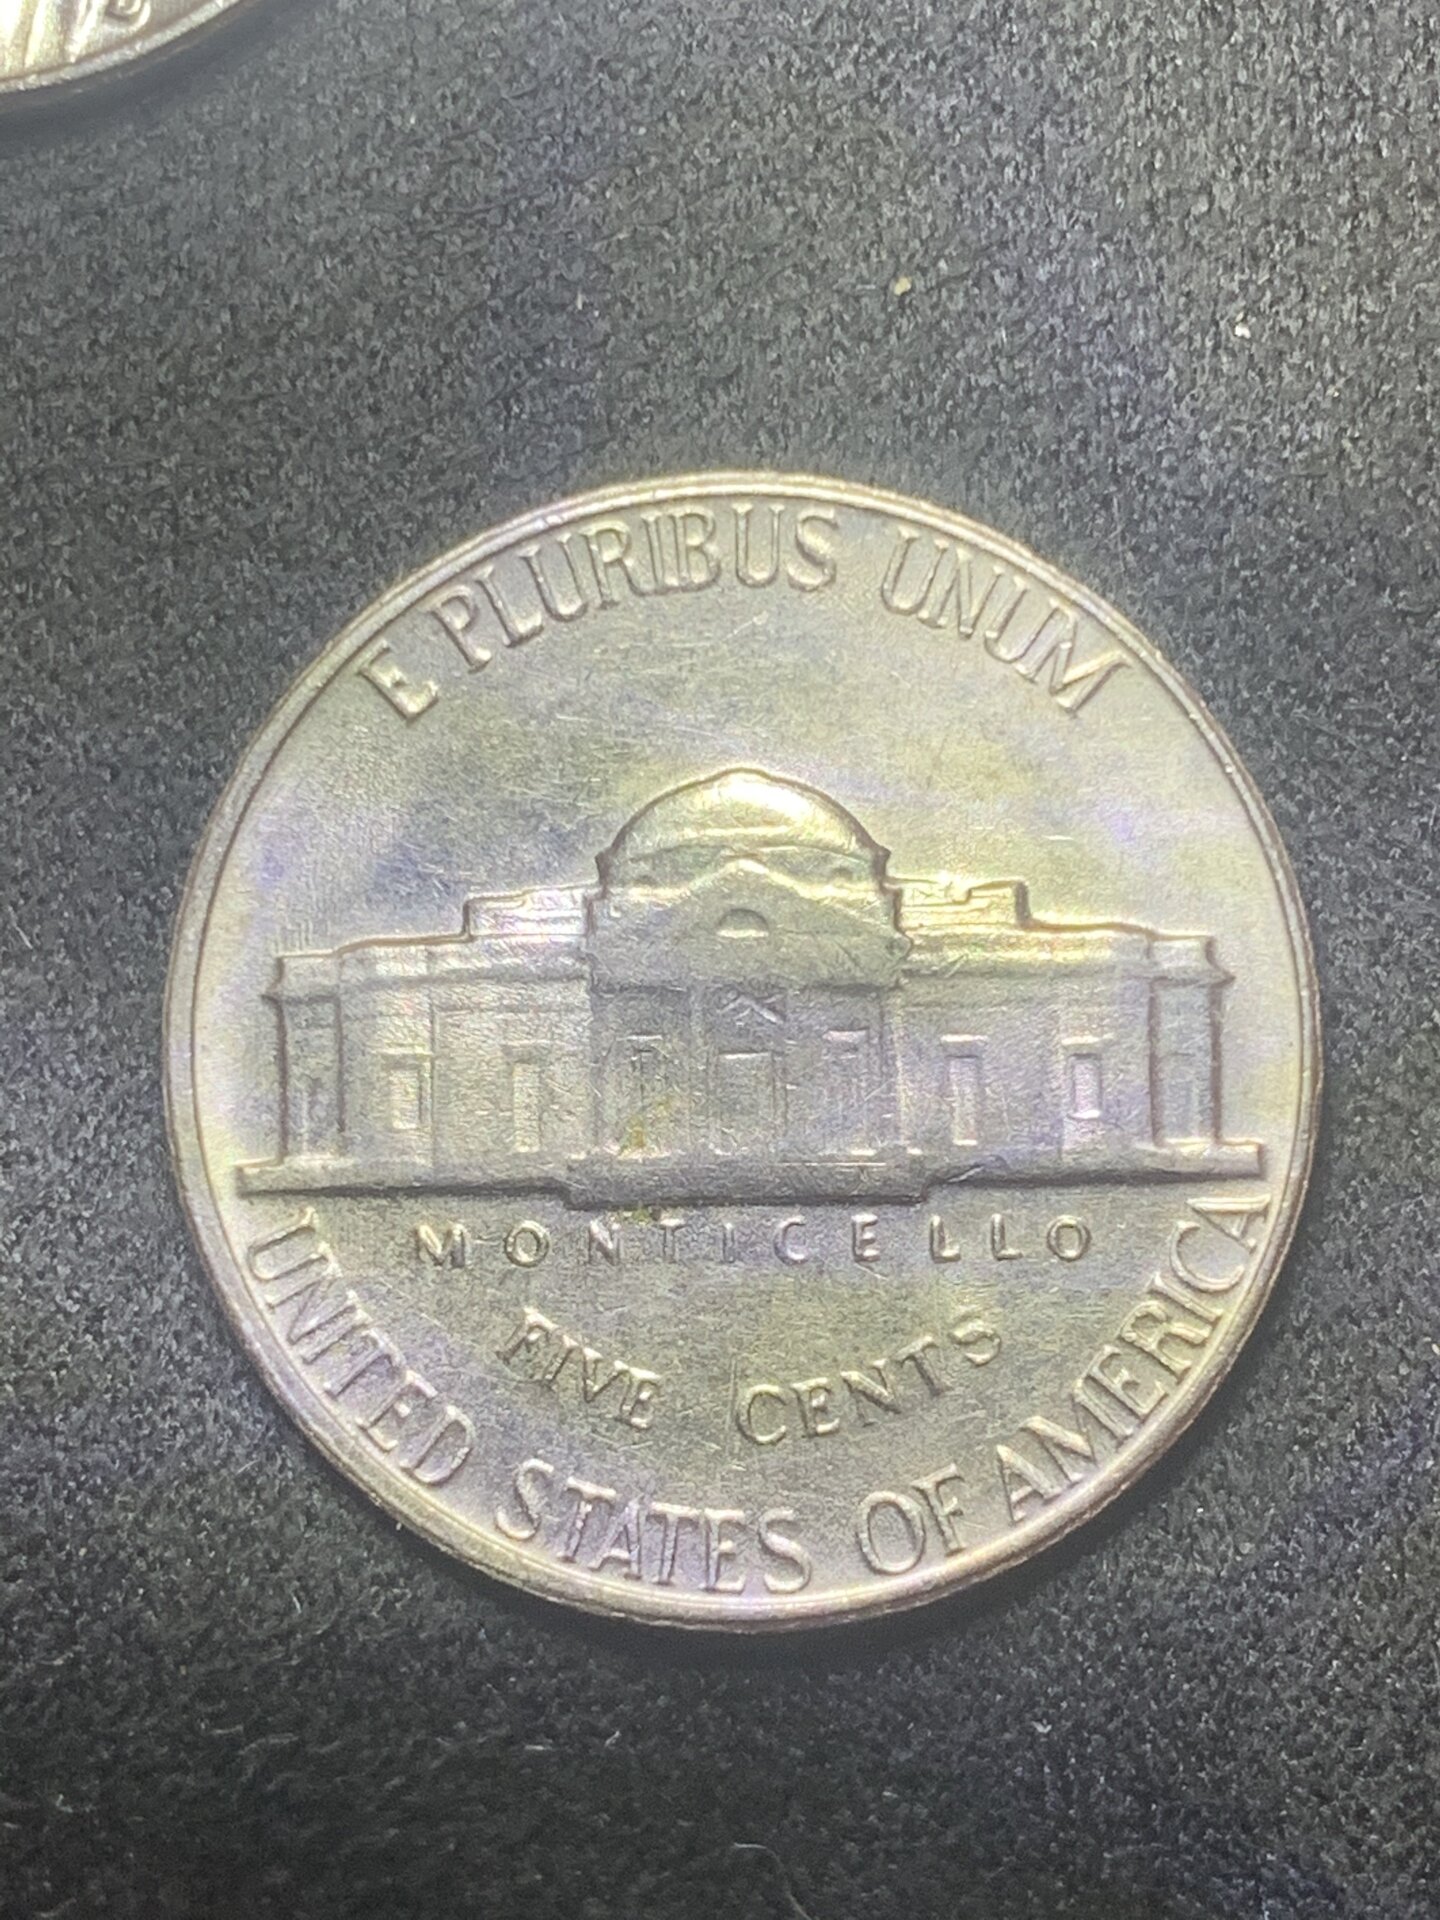 E PLURIBUS UNUM
MONTICELLO
FIVE CENTS
UNITED STATES OF AMERICA